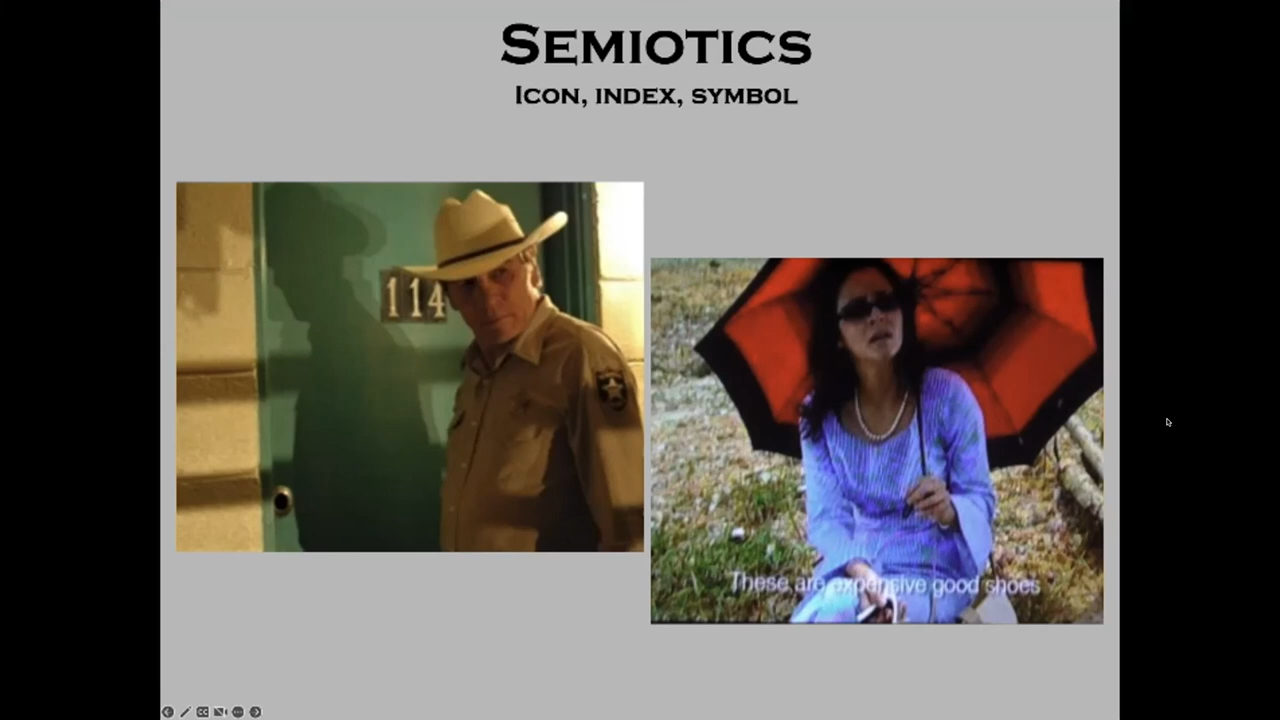 SEMIOTICS
ICON, INDEX, SYMBOL
114
These are expensive good shoes